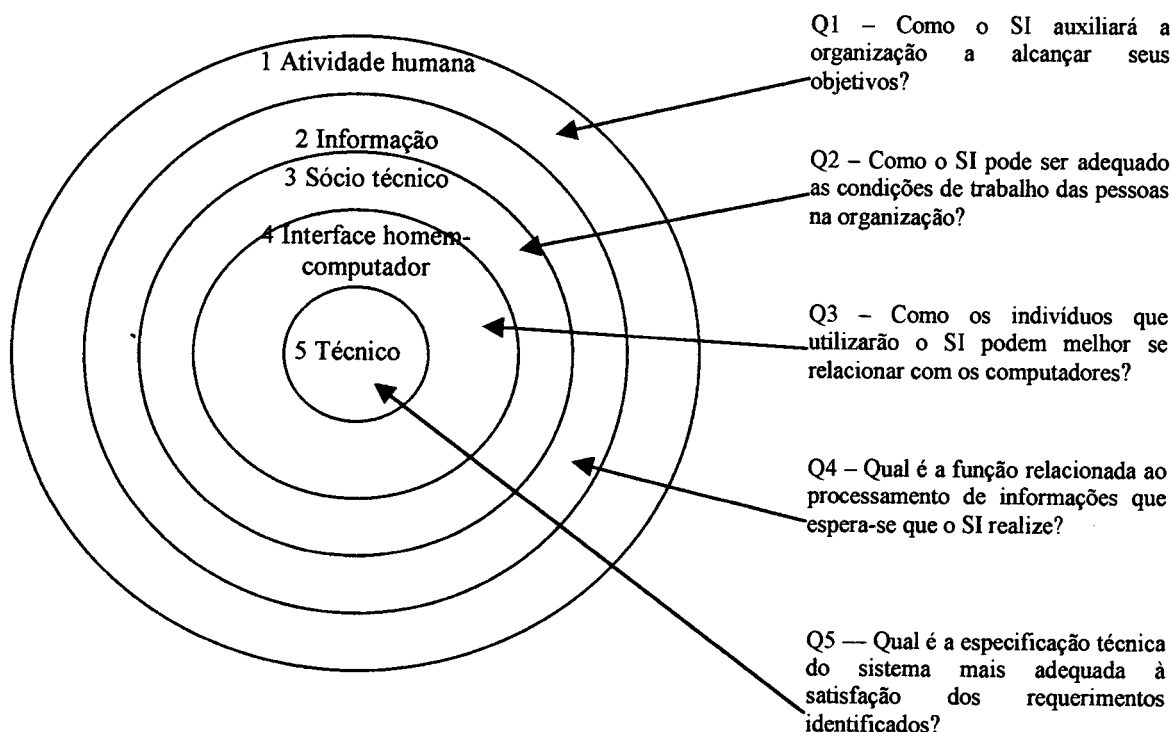 1 Atividade humana
2 Informação
3 Sócio técnico
4 Interface homem-
computador
5 Técnico
Q1 – Como o SI auxiliará a
organização a alcançar seus
objetivos?
Q2 – Como o SI pode ser adequado
as condições de trabalho das pessoas
na organização?
Q3 – Como os indivíduos que
utilizarão o SI podem melhor se
relacionar com os computadores?
Q4 – Qual é a função relacionada ao
processamento de informações que
espera-se que o SI realize?
Q5 — Qual é a especificação técnica
do sistema mais adequada à
satisfação dos requerimentos
identificados?